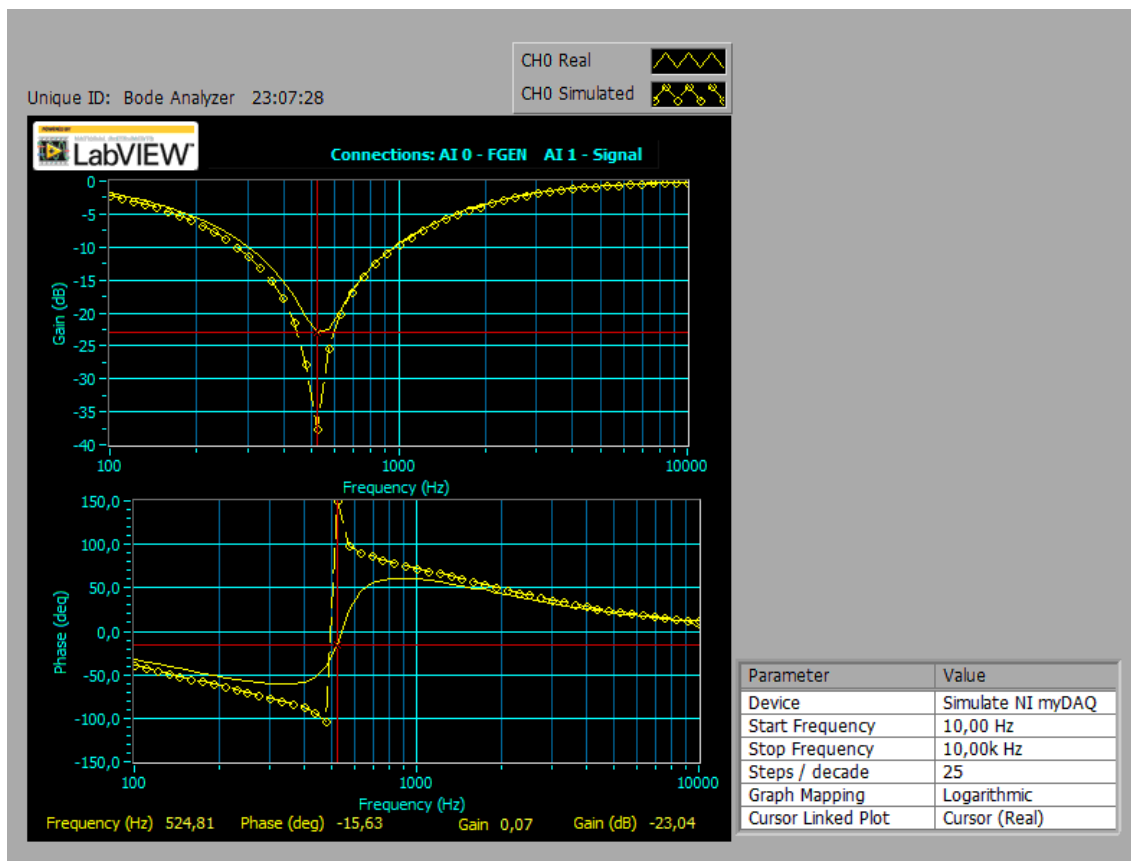 CH0 Real
CH0 Simulated
Unique ID: Bode Analyzer 23:07:28
POWERED BY
NATIONAL INSTRUMENTS
LabVIEW™
Connections: AI 0 - FGEN AI 1 - Signal
0
-5
-10
-15
-20
-25
-30
-35
-40
Gain (dB)
100 1000 10000
Frequency (Hz)
150,0
100,0
50,0
0,0
-50,0
-100,0
-150,0
Phase (deg)
100 1000 10000
Frequency (Hz)
Frequency (Hz) 524,81 Phase (deg) -15,63 Gain 0,07 Gain (dB) -23,04
Parameter Value
Device Simulate NI myDAQ
Start Frequency 10,00 Hz
Stop Frequency 10,00k Hz
Steps / decade 25
Graph Mapping Logarithmic
Cursor Linked Plot Cursor (Real)